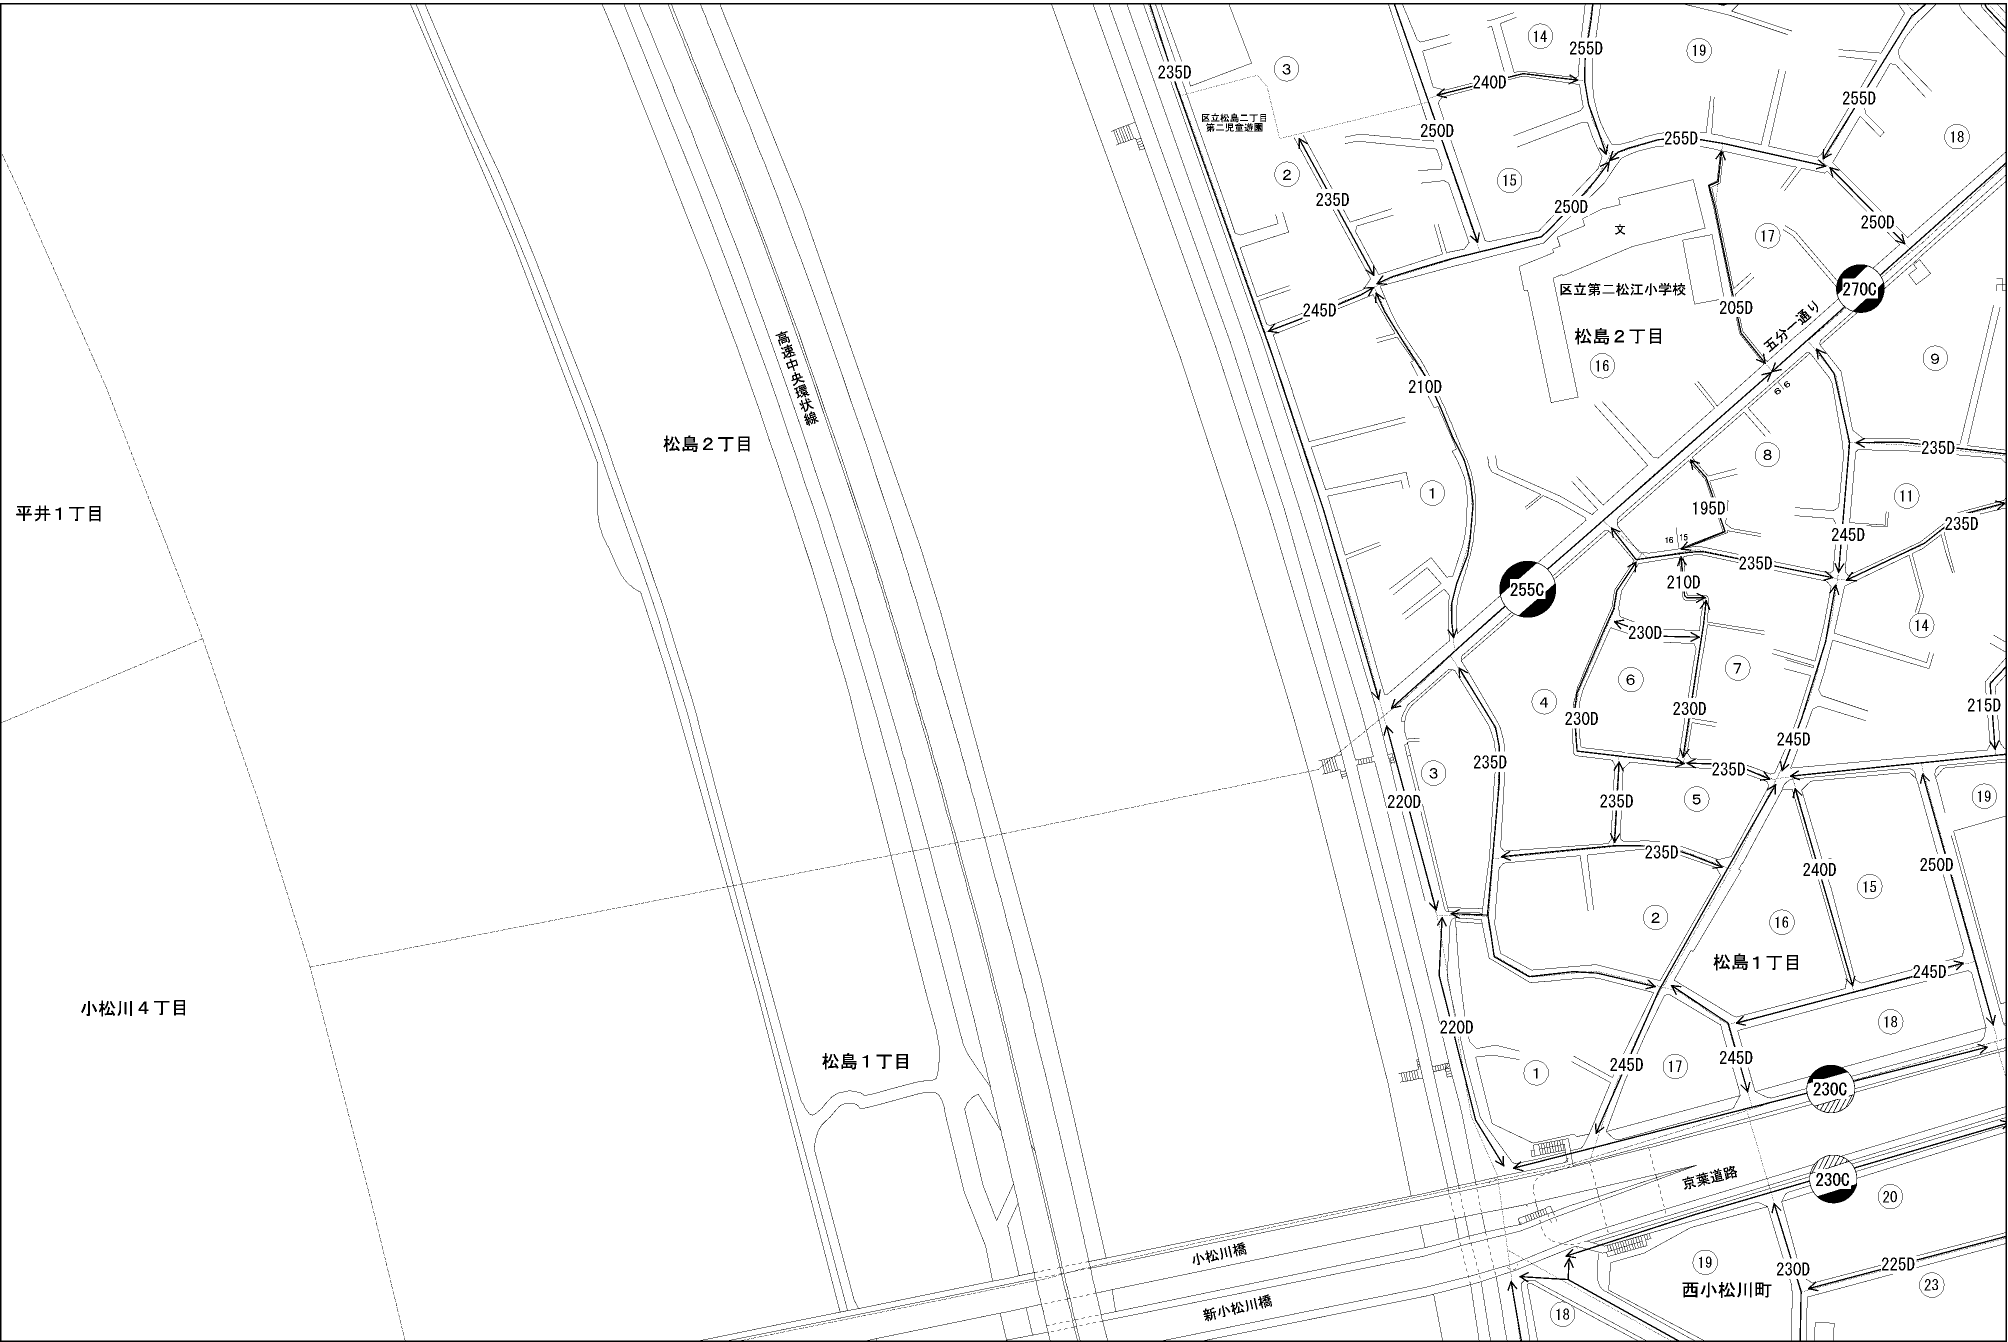 14
255D
19
3
235D
240D
255D
区立松島二丁目
第二児童遊園
250D
255D
18
2
15
235D
250D
250D
文
17
区立第二松江小学校
270C
245D
205D
五分一通り
高速中央環状線
松島2丁目
16
9
210D
6
6
松島2丁目
8
235D
1
11
平井1丁目
195D
235D
245D
16
15
235D
210D
255C
14
230D
6
7
4
230D
230D
215D
245D
235D
3
235D
220D
235D
5
19
235D
240D
250D
15
2
16
松島1丁目
245D
小松川4丁目
220D
18
松島1丁目
245D
245D
17
1
230C
京葉道路
230C
20
小松川橋
19
230D
225D
西小松川町
23
新小松川橋
18